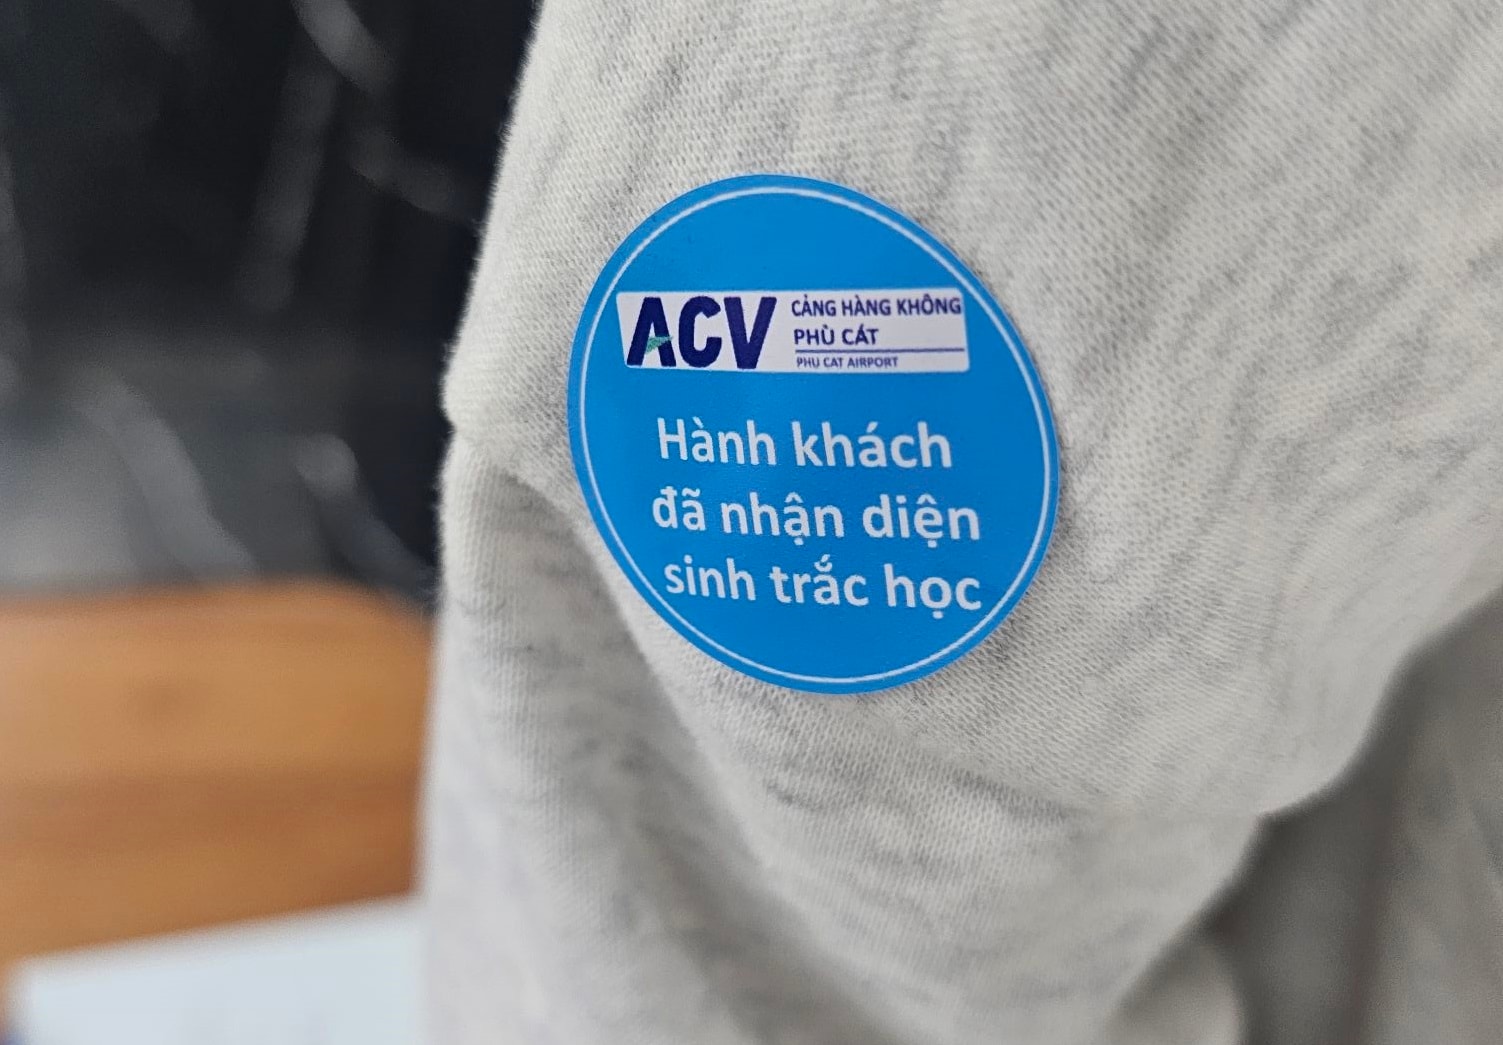 ACV
CẢNG HÀNG KHÔNG
PHÙ CÁT
PHU CAT AIRPORT
Hành khách
đã nhận diện
sinh trắc học